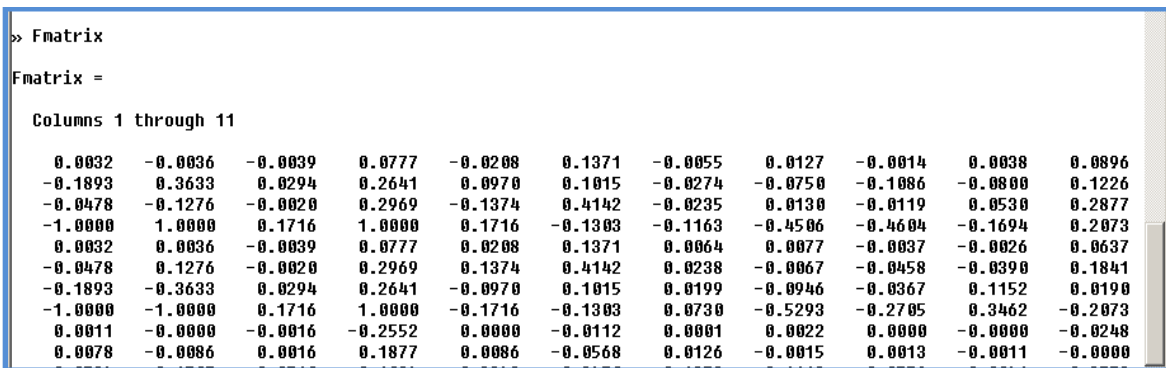 » Fmatrix
Fmatrix =
Columns 1 through 11
0.0032 -0.0036 -0.0039 0.0777 -0.0208 0.1371 -0.0055 0.0127 -0.0014 0.0038 0.0896
-0.1893 0.3633 0.0294 0.2641 0.0970 0.1015 -0.0274 -0.0750 -0.1086 -0.0800 0.1226
-0.0478 -0.1276 -0.0020 0.2969 -0.1374 0.4142 -0.0235 0.0130 -0.0119 0.0530 0.2877
-1.0000 1.0000 0.1716 1.0000 0.1716 -0.1303 -0.1163 -0.4506 -0.4604 -0.1694 0.2073
0.0032 0.0036 -0.0039 0.0777 0.0208 0.1371 0.0064 0.0077 -0.0037 -0.0026 0.0637
-0.0478 0.1276 -0.0020 0.2969 0.1374 0.4142 0.0238 -0.0067 -0.0458 -0.0390 0.1841
-0.1893 -0.3633 0.0294 0.2641 -0.0970 0.1015 0.0199 -0.0946 -0.0367 0.1152 0.0190
-1.0000 -1.0000 0.1716 1.0000 -0.1716 -0.1303 0.0730 -0.5293 -0.2705 0.3462 -0.2073
0.0011 -0.0000 -0.0016 -0.2552 0.0000 -0.0112 0.0001 0.0022 0.0000 -0.0000 -0.0248
0.0078 -0.0086 0.0016 0.1877 0.0086 -0.0568 0.0126 -0.0015 0.0013 -0.0011 -0.0000